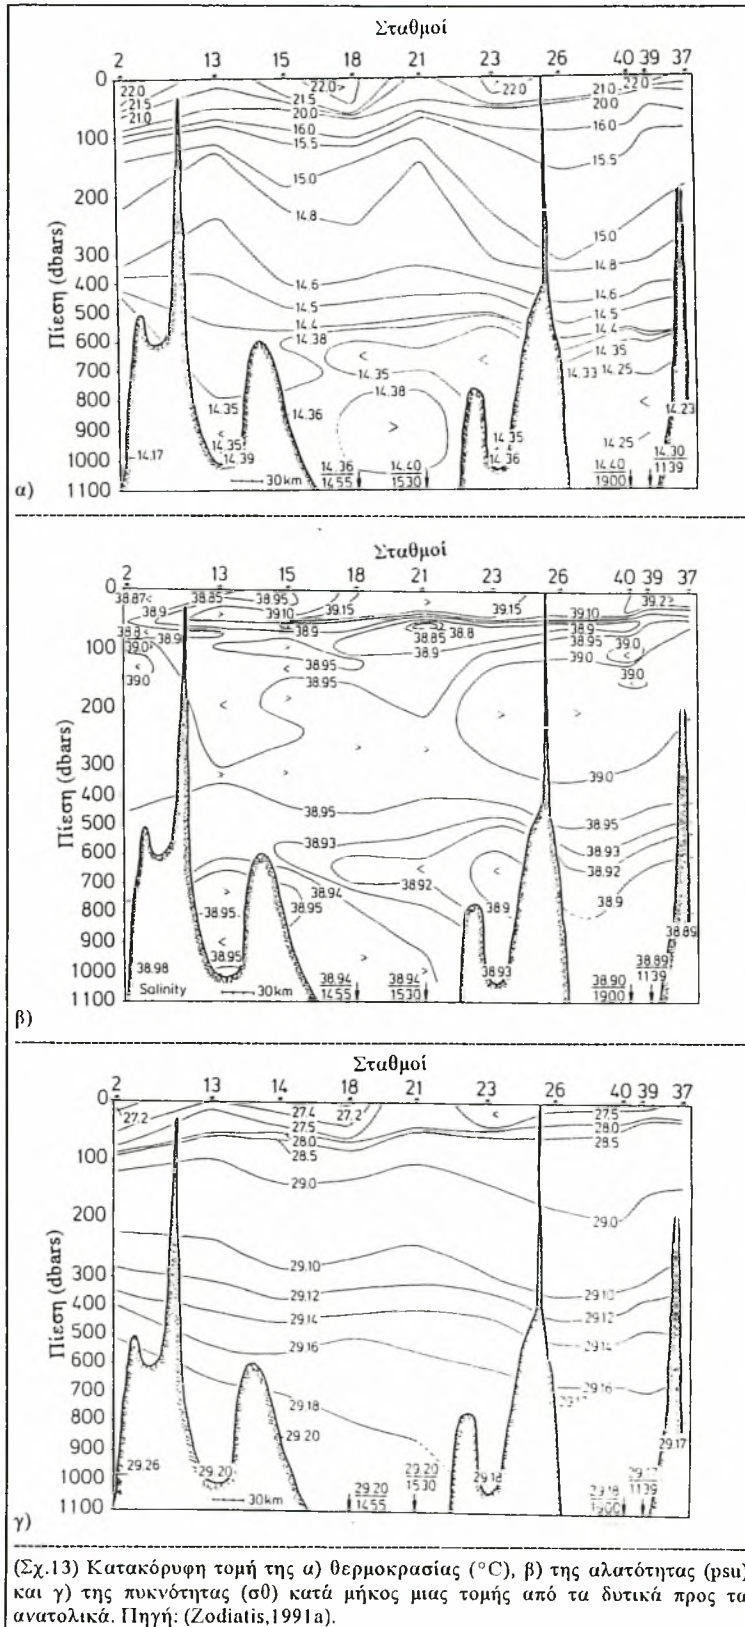 Σταθμοί
2 13 15 18 21 23 26 40 39 37
0
100
200
300
400
500
600
700
800
900
1000
1100
Πίεση (dbars)
22.0 22.0 22.0 22.0
21.5 21.5 21.0
21.0 20.0 20.0
16.0 16.0
15.5 15.5
15.0 15.0
14.8 14.8
14.6 14.6
14.5 14.5
14.4 14.4
14.38 14.35
14.35 14.33 14.25
14.38
14.35 14.36 14.23
14.35 14.35
14.39 14.36 14.25
14.17
14.36 14.40 14.40 14.30
1455 1530 1900 1139
30km
α)
Σταθμοί
2 13 15 18 21 23 26 40 39 37
0
100
200
300
400
500
600
700
800
900
1000
1100
Πίεση (dbars)
38.87 38.85 38.95 39.15 39.15 39.2
38.9 39.10 39.10
38.9 38.8 38.9
38.85 38.95
39.0 38.9 39.0 39.0
39.0 38.95 39.0
39.0
38.95 38.95
38.93 38.93
38.92 38.92
38.94
38.95 38.95 38.9 38.9
38.89
38.95 38.93
38.98
38.94 38.94 38.90 38.89
1455 1530 1900 1139
Salinity 30km
β)
Σταθμοί
2 13 14 18 21 23 26 40 39 37
0
100
200
300
400
500
600
700
800
900
1000
1100
Πίεση (dbars)
27.2 27.4 27.2 27.5
27.5 28.0
28.0 28.5
28.5
29.0 29.0
29.10 29.10
29.12 29.12
29.14 29.14
29.16 29.16
29.18
29.20 29.17
29.26 29.20 29.18
29.20 29.20 29.18
1455 1530 1139
30km
γ)
(Σχ.13) Κατακόρυφη τομή της α) θερμοκρασίας (°C), β) της αλατότητας (psu)
και γ) της πυκνότητας (σθ) κατά μήκος μιας τομής από τα δυτικά προς τα
ανατολικά. Πηγή: (Zodiatis,1991a).